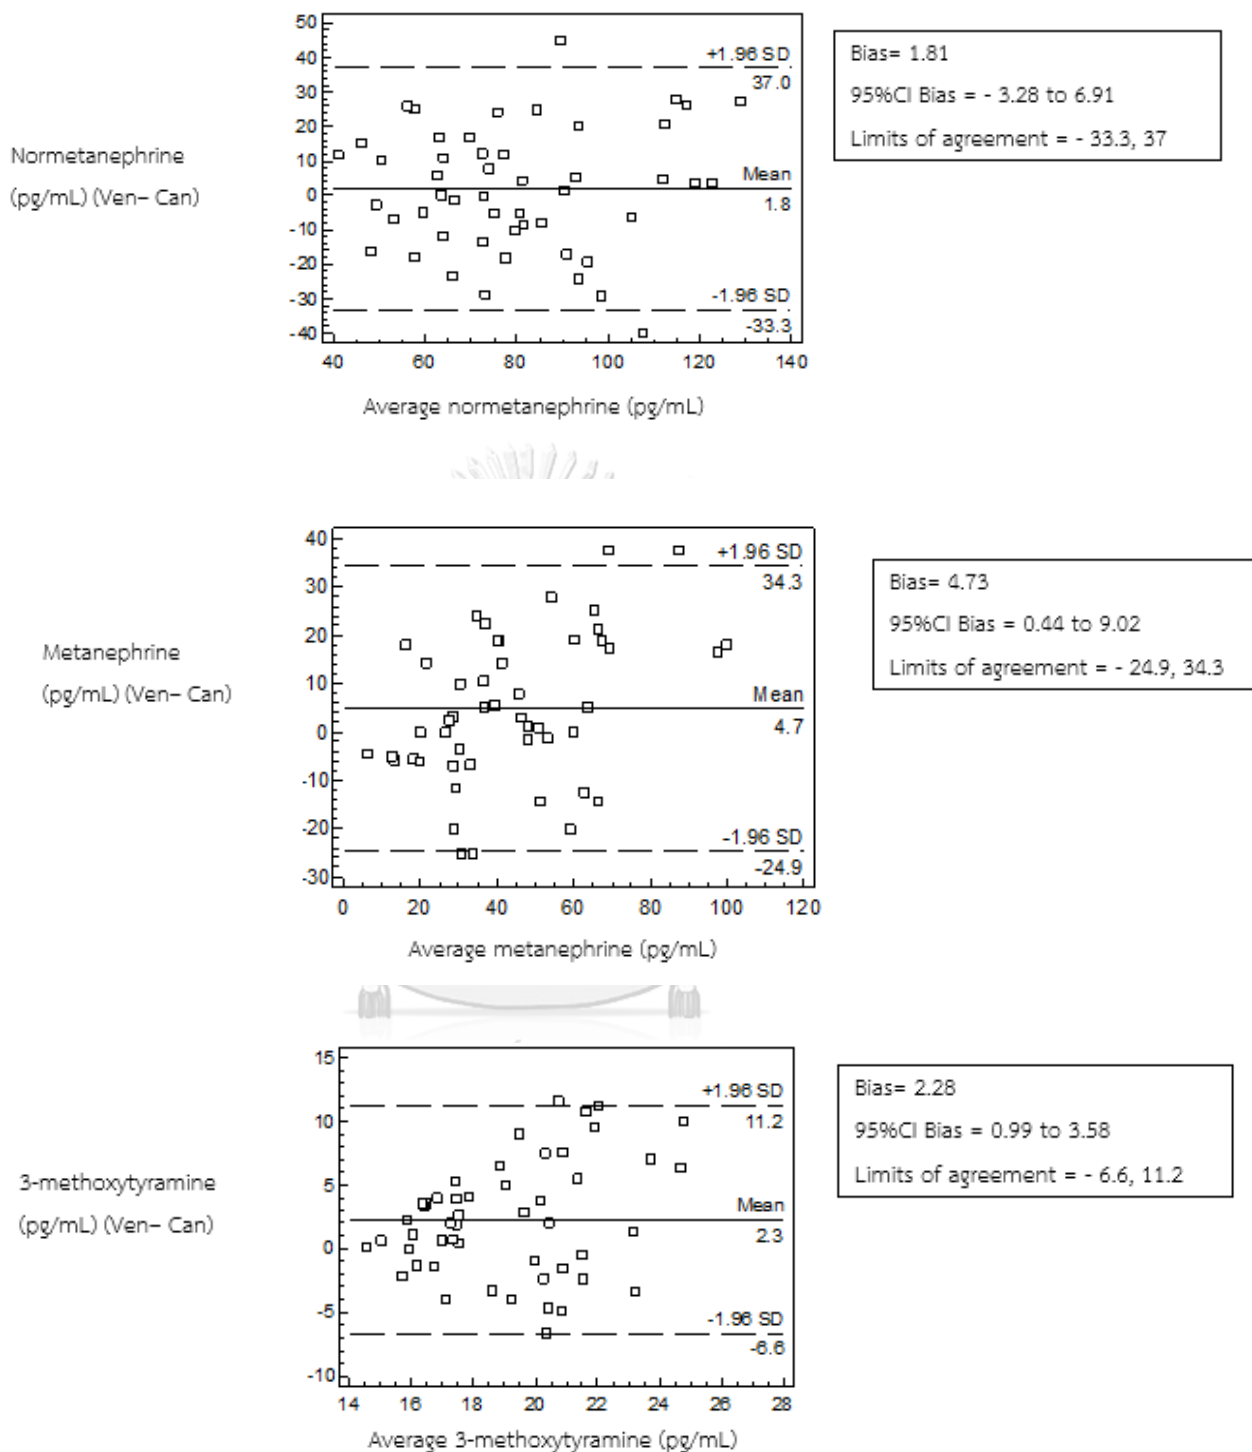 50
40
30
20
10
0
-10
-20
-30
-40
+1.96 SD
37.0
Mean
1.8
-1.96 SD
-33.3
40 60 80 100 120 140
Normetanephrine
(pg/mL) (Ven– Can)
Average normetanephrine (pg/mL)
Bias= 1.81
95%CI Bias = - 3.28 to 6.91
Limits of agreement = - 33.3, 37
40
30
20
10
0
-10
-20
-30
+1.96 SD
34.3
Mean
4.7
-1.96 SD
-24.9
0 20 40 60 80 100 120
Metanephrine
(pg/mL) (Ven– Can)
Average metanephrine (pg/mL)
Bias= 4.73
95%CI Bias = 0.44 to 9.02
Limits of agreement = - 24.9, 34.3
15
10
5
0
-5
-10
+1.96 SD
11.2
Mean
2.3
-1.96 SD
-6.6
14 16 18 20 22 24 26 28
3-methoxytyramine
(pg/mL) (Ven– Can)
Average 3-methoxytyramine (pg/mL)
Bias= 2.28
95%CI Bias = 0.99 to 3.58
Limits of agreement = - 6.6, 11.2